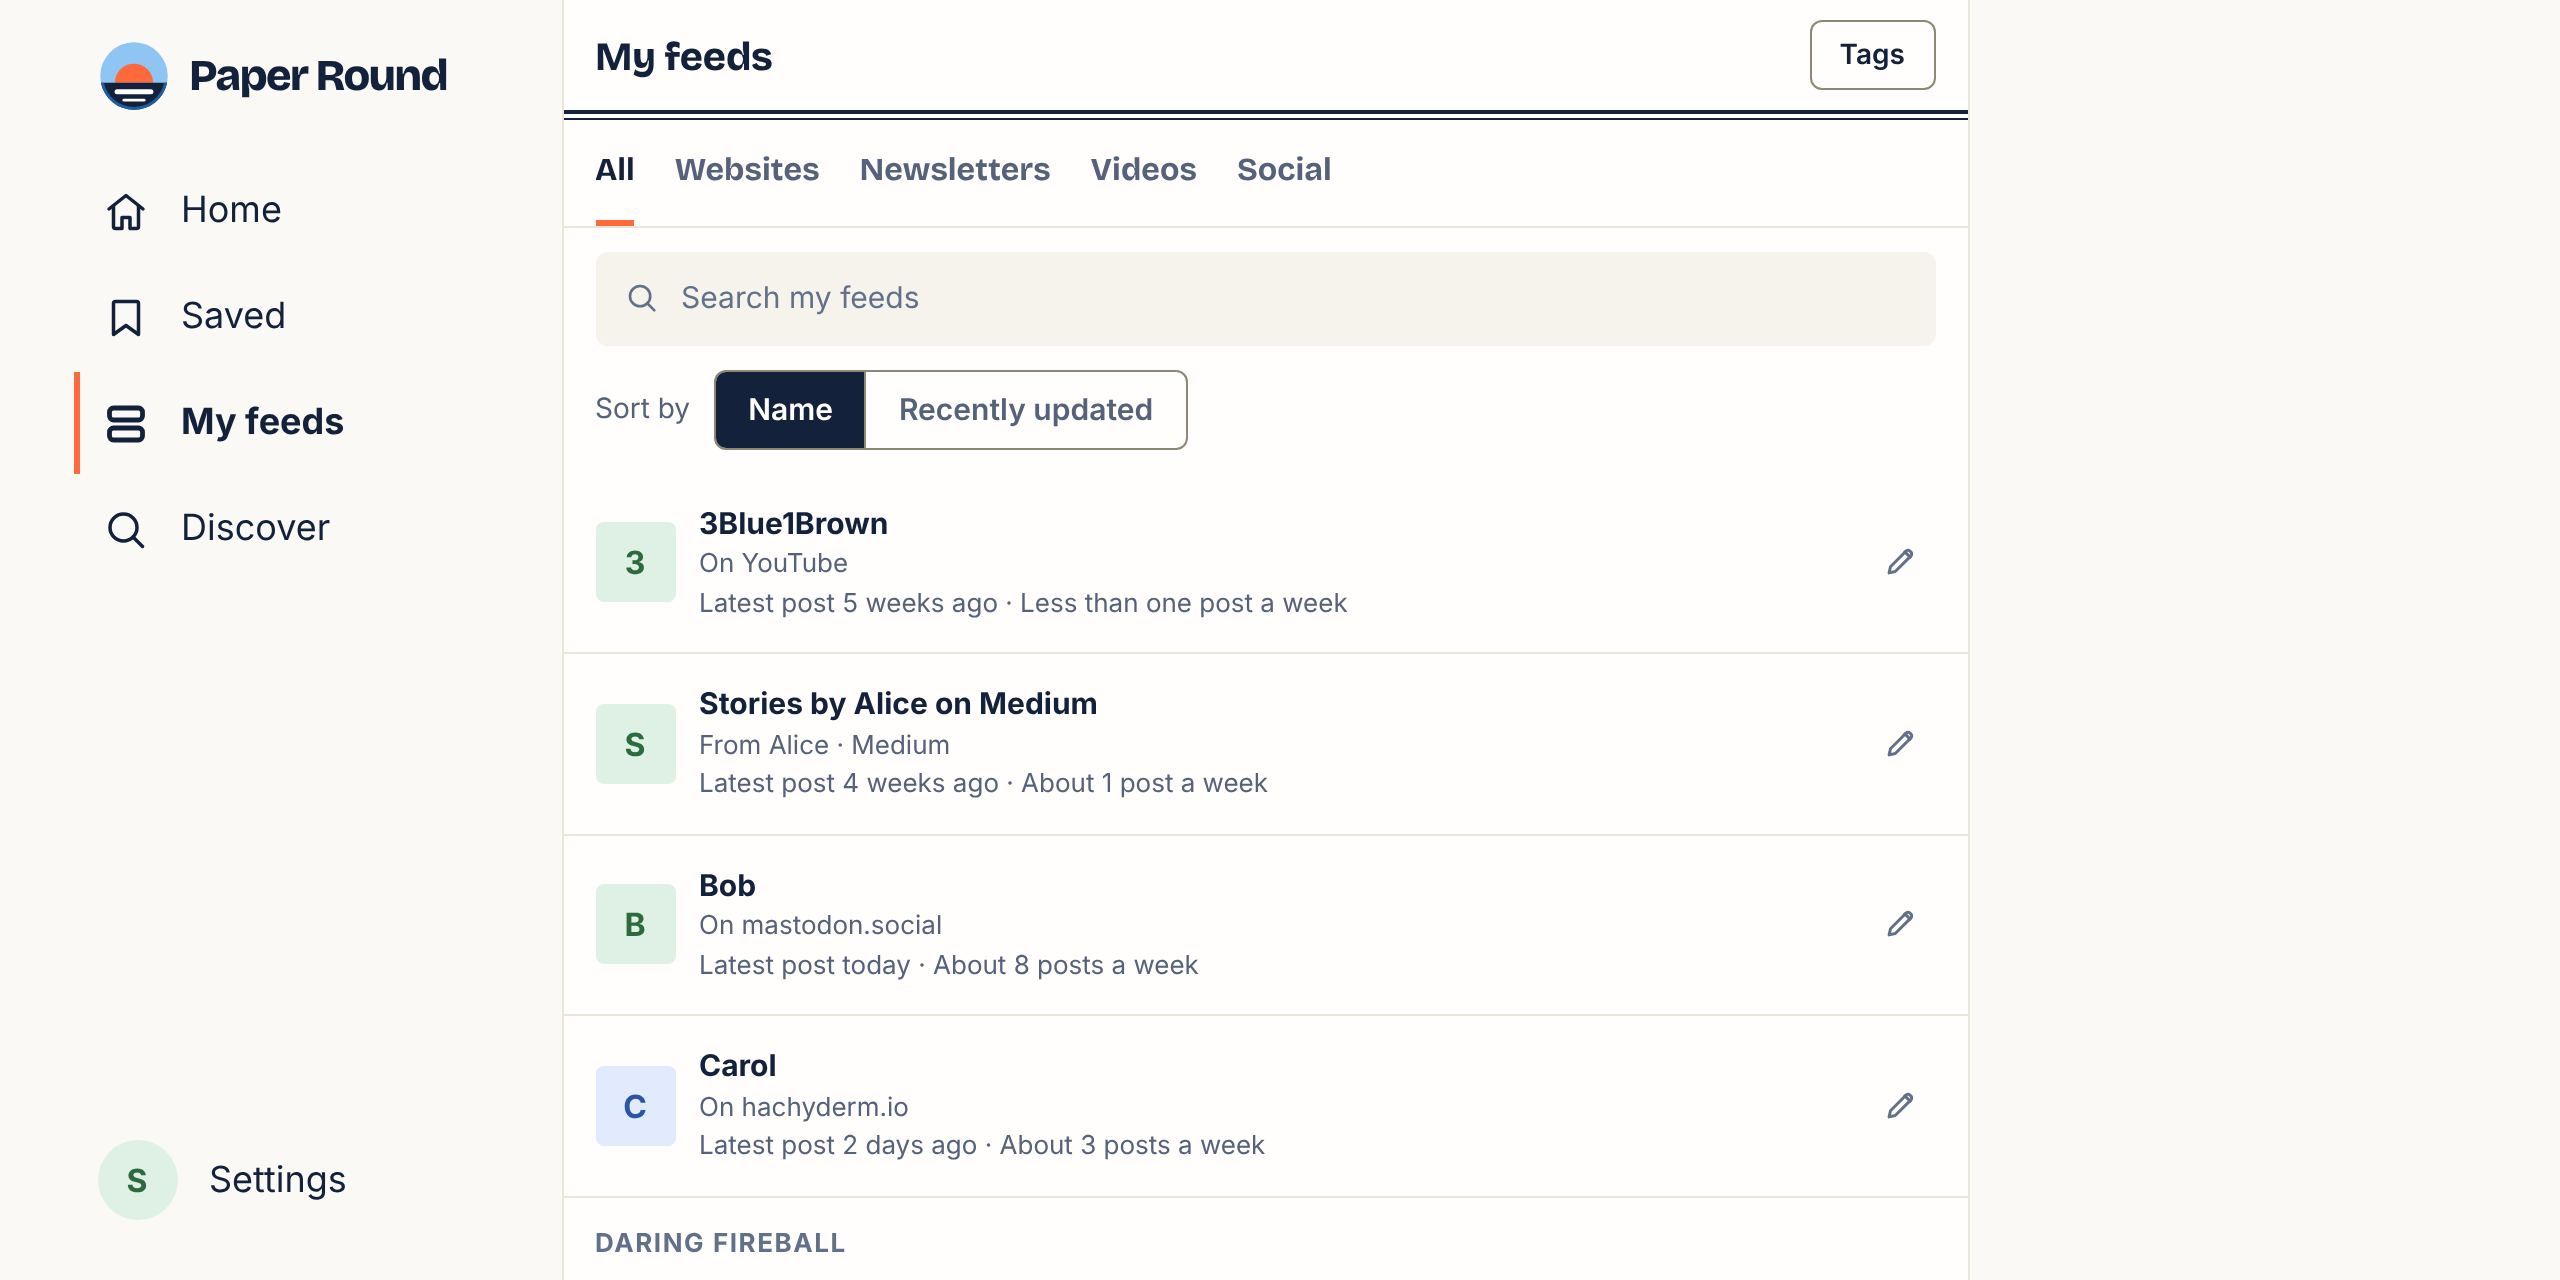 Paper Round
Home
Saved
My feeds
Discover
S Settings
My feeds
Tags
All Websites Newsletters Videos Social
Search my feeds
Sort by Name Recently updated
3
3Blue1Brown
On YouTube
Latest post 5 weeks ago · Less than one post a week
S
Stories by Alice on Medium
From Alice · Medium
Latest post 4 weeks ago · About 1 post a week
B
Bob
On mastodon.social
Latest post today · About 8 posts a week
C
Carol
On hachyderm.io
Latest post 2 days ago · About 3 posts a week
DARING FIREBALL